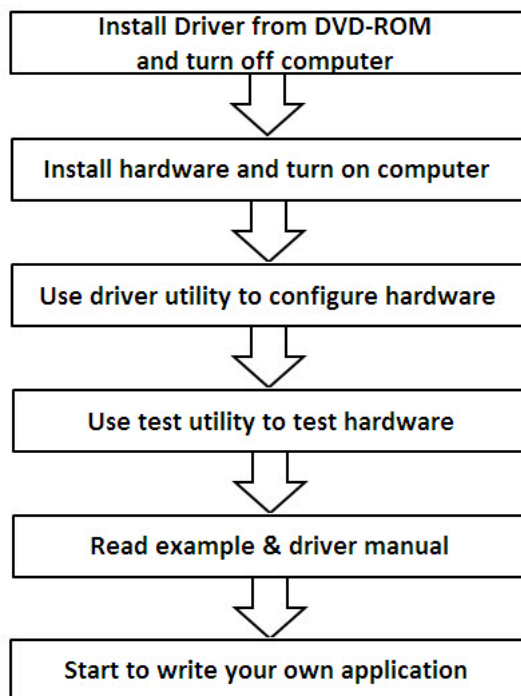 Install Driver from DVD-ROM
and turn off computer
Install hardware and turn on computer
Use driver utility to configure hardware
Use test utility to test hardware
Read example & driver manual
Start to write your own application